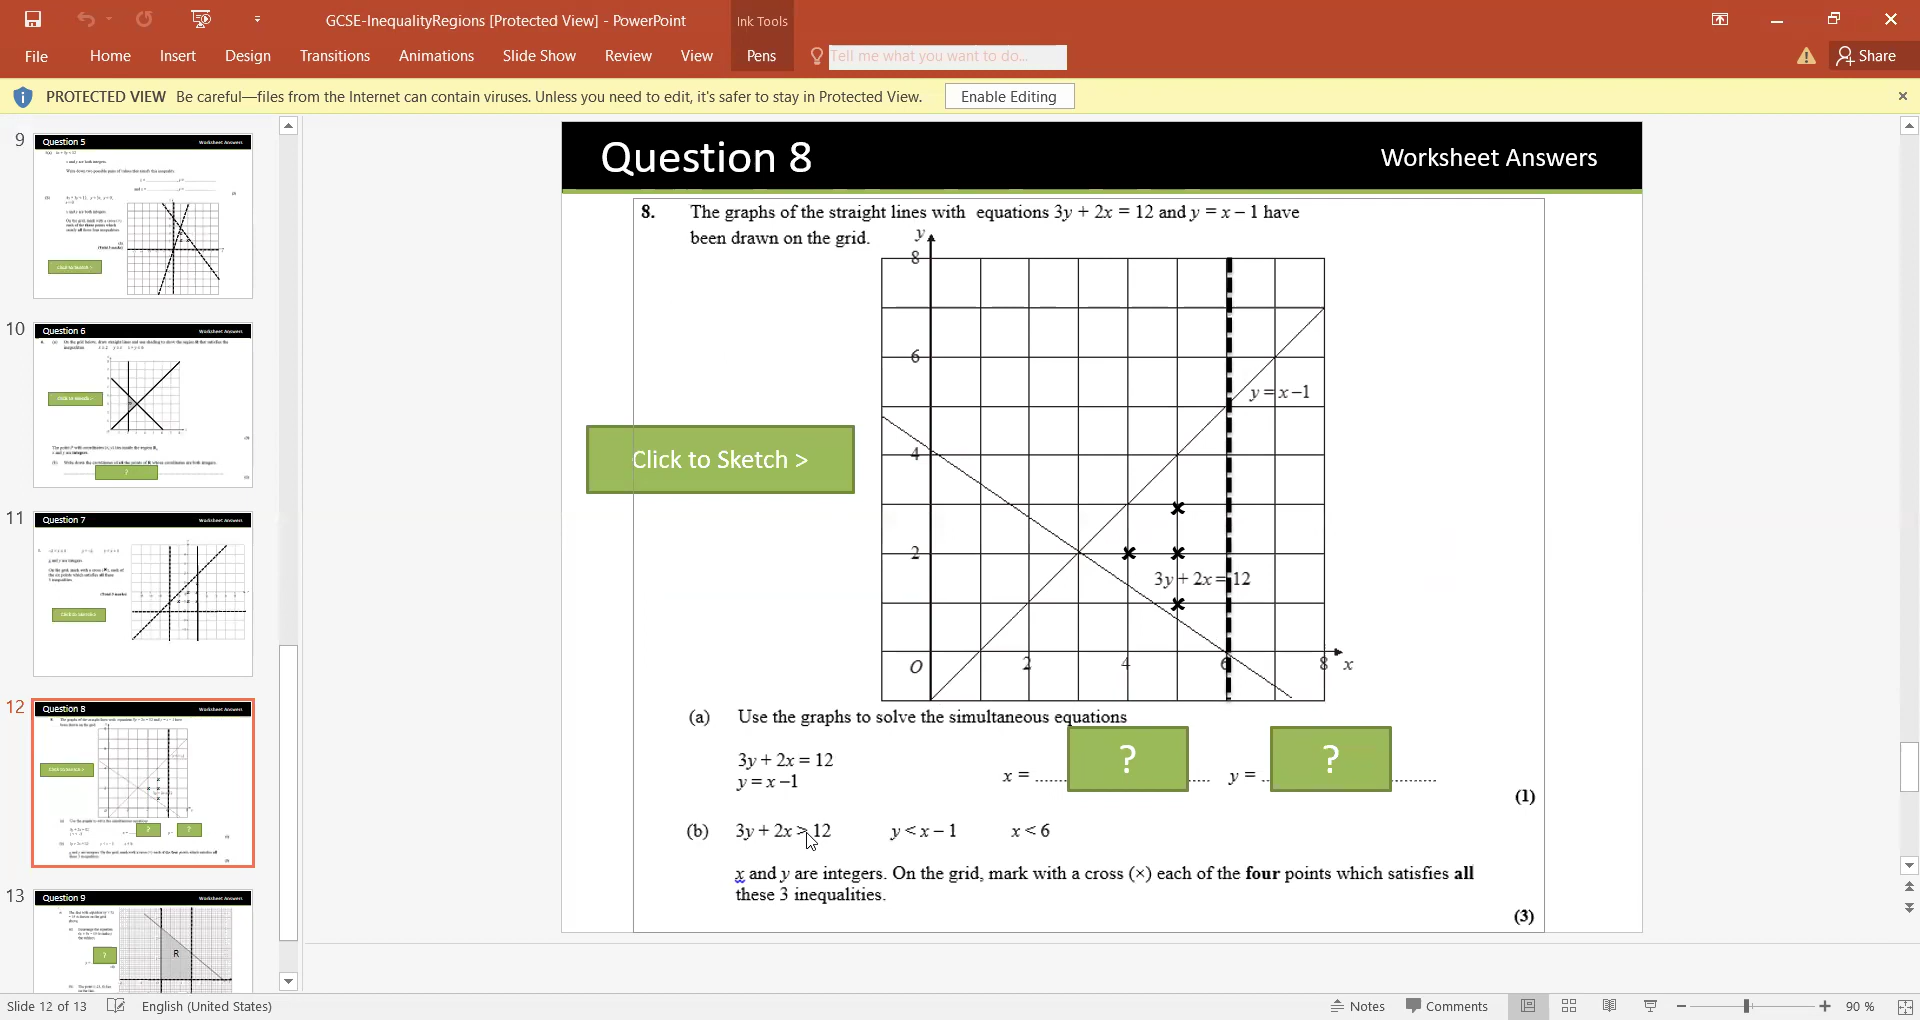 GCSE-InequalityRegions [Protected View] - PowerPoint
Ink Tools
File Home Insert Design Transitions Animations Slide Show Review View Pens Tell me what you want to do... Share
PROTECTED VIEW Be careful—files from the Internet can contain viruses. Unless you need to edit, it's safer to stay in Protected View. Enable Editing
9
Question 5
Worksheet Answers
10
Question 6
Worksheet Answers
11
Question 7
Worksheet Answers
12
Question 8
Worksheet Answers
13
Question 9
Worksheet Answers
R
Question 8
Worksheet Answers
8. The graphs of the straight lines with equations 3y + 2x = 12 and y = x – 1 have
been drawn on the grid.
y
8
6
y = x –1
4
2
3y + 2x = 12
O 2 4 6 8 x
Click to Sketch >
(a) Use the graphs to solve the simultaneous equations
3y + 2x = 12
y = x –1
x = ..... ? ..... y = .. ? ..........
(1)
(b) 3y + 2x > 12 y < x – 1 x < 6
x and y are integers. On the grid, mark with a cross (×) each of the four points which satisfies all
these 3 inequalities.
(3)
Slide 12 of 13 English (United States) Notes Comments 90 %